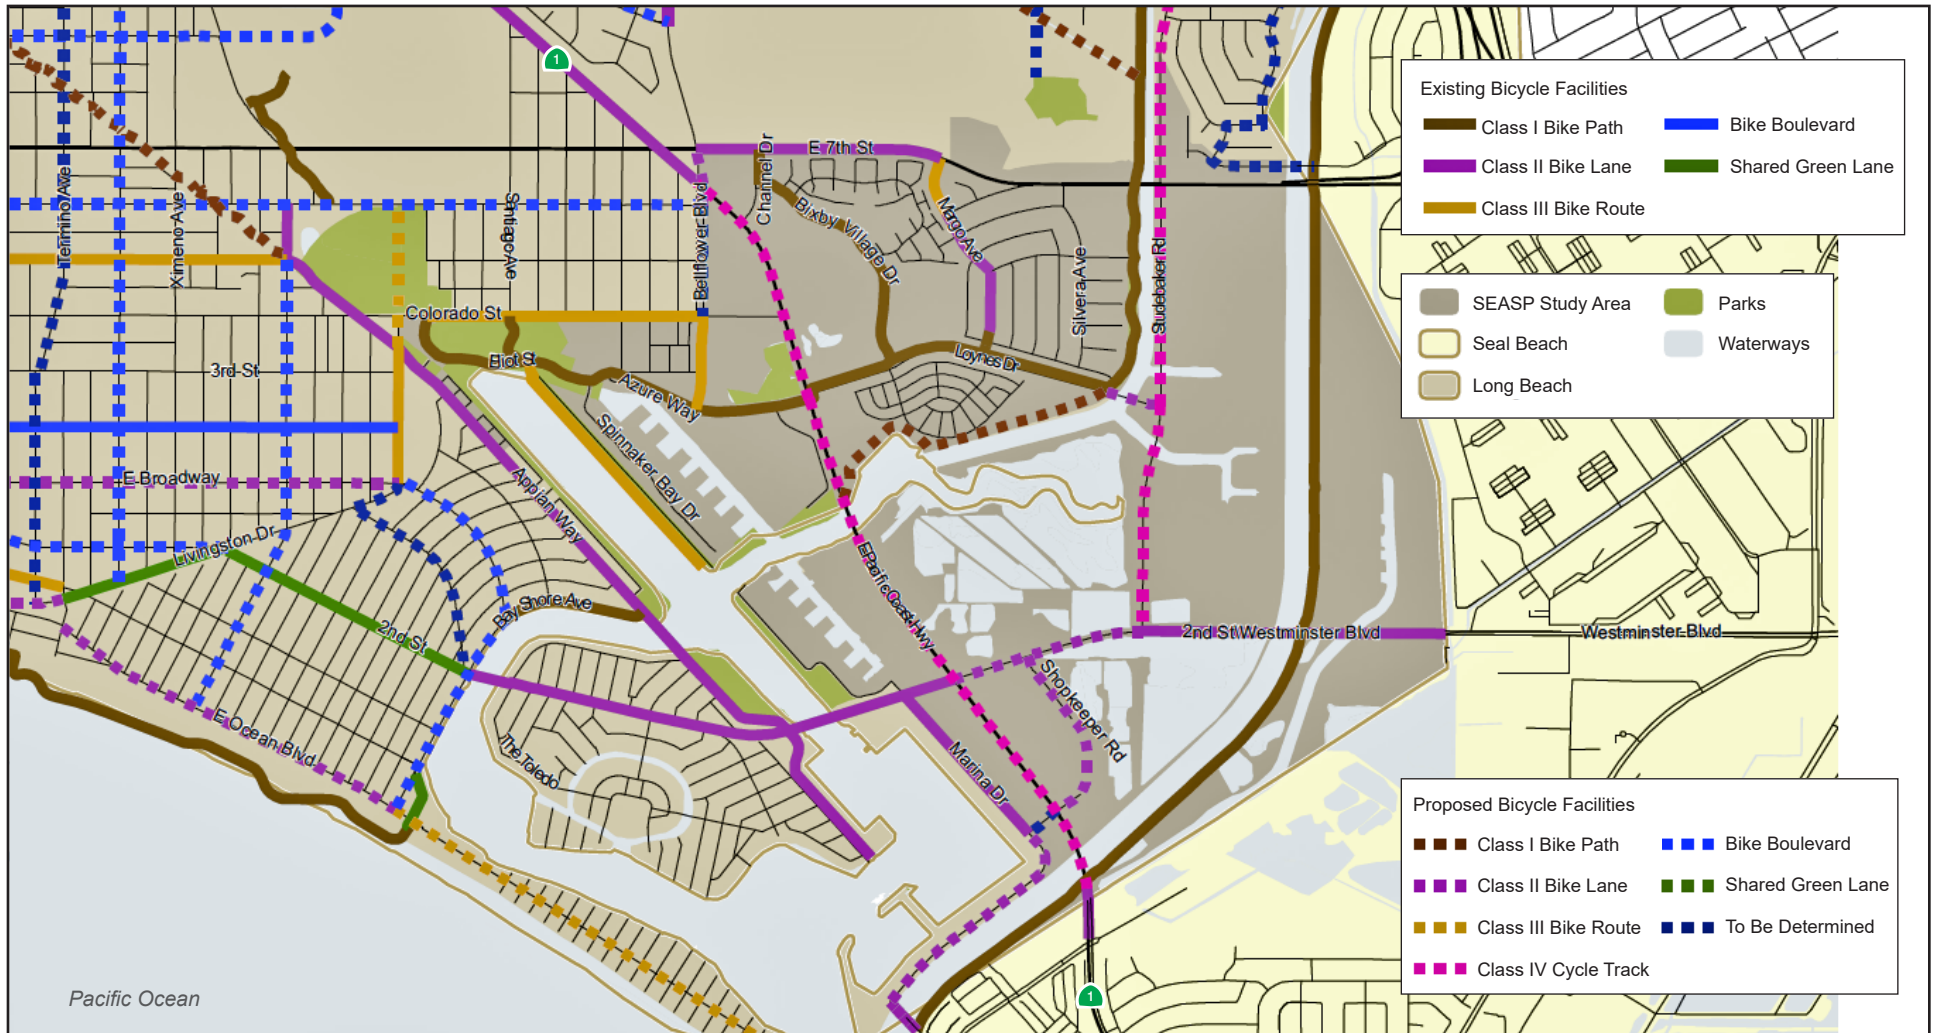 1
E 7th St
Channel Dr
Termino Ave
Ximeno Ave
Santiago Ave
Bellflower Blvd
Bixby Village Dr
Margo Ave
Silvera Ave
Studebaker Rd
Colorado St
Eliot St
Loynes Dr
3rd St
Azure Way
Spinnaker Bay Dr
E Broadway
Appian Way
Livingston Dr
E Pacific Coast Hwy
Bay Shore Ave
2nd St
2nd St/Westminster Blvd
Westminster Blvd
Shopkeeper Rd
E Ocean Blvd
The Toledo
Marina Dr
Pacific Ocean
1
Existing Bicycle Facilities
Class I Bike Path
Bike Boulevard
Class II Bike Lane
Shared Green Lane
Class III Bike Route
SEASP Study Area
Parks
Seal Beach
Waterways
Long Beach
Proposed Bicycle Facilities
Class I Bike Path
Bike Boulevard
Class II Bike Lane
Shared Green Lane
Class III Bike Route
To Be Determined
Class IV Cycle Track